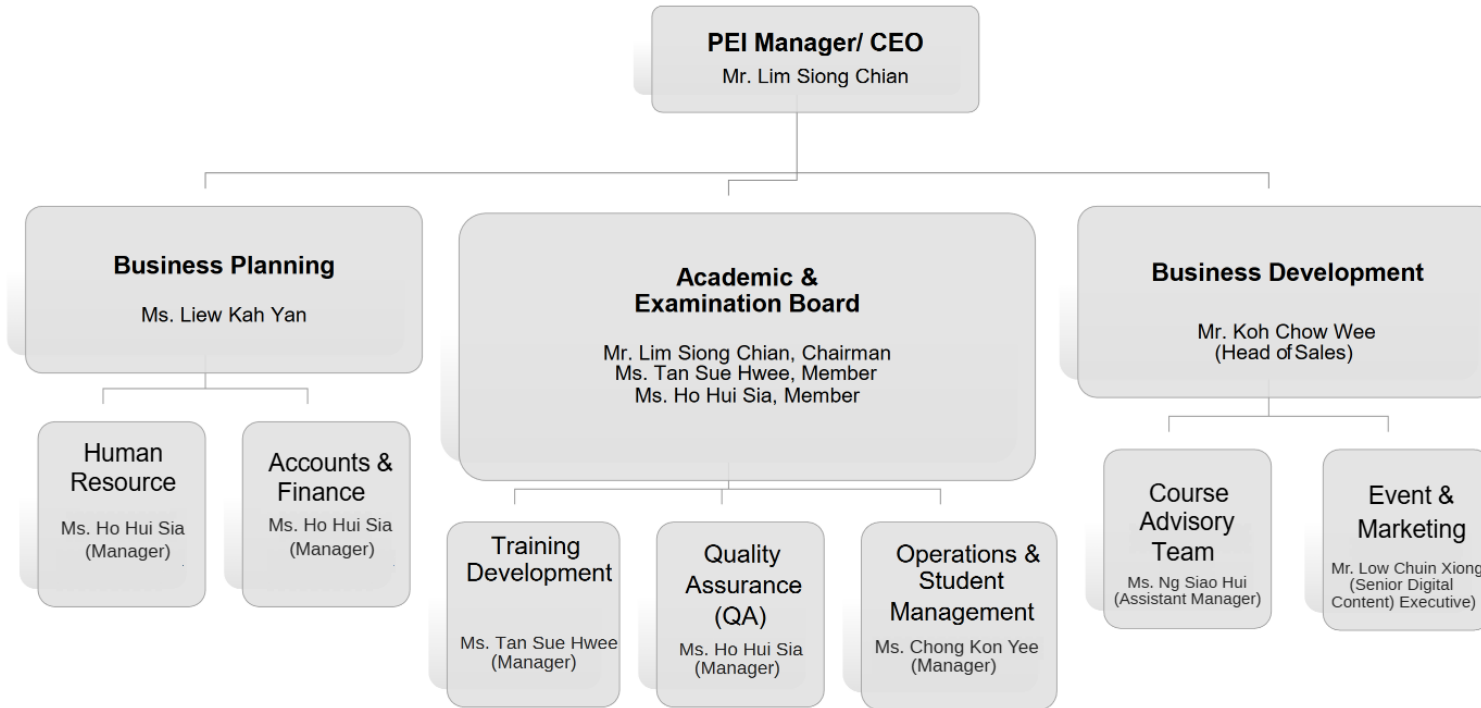 PEI Manager/ CEO
Mr. Lim Siong Chian
Business Planning
Ms. Liew Kah Yan
Academic &
Examination Board
Mr. Lim Siong Chian, Chairman
Ms. Tan Sue Hwee, Member
Ms. Ho Hui Sia, Member
Business Development
Mr. Koh Chow Wee
(Head of Sales)
Human
Resource
Ms. Ho Hui Sia
(Manager)
Accounts &
Finance
Ms. Ho Hui Sia
(Manager)
Training
Development
Ms. Tan Sue Hwee
(Manager)
Quality
Assurance
(QA)
Ms. Ho Hui Sia
(Manager)
Operations &
Student
Management
Ms. Chong Kon Yee
(Manager)
Course
Advisory
Team
Ms. Ng Siao Hui
(Assistant Manager)
Event &
Marketing
Mr. Low Chuin Xiong
(Senior Digital
Content) Executive)